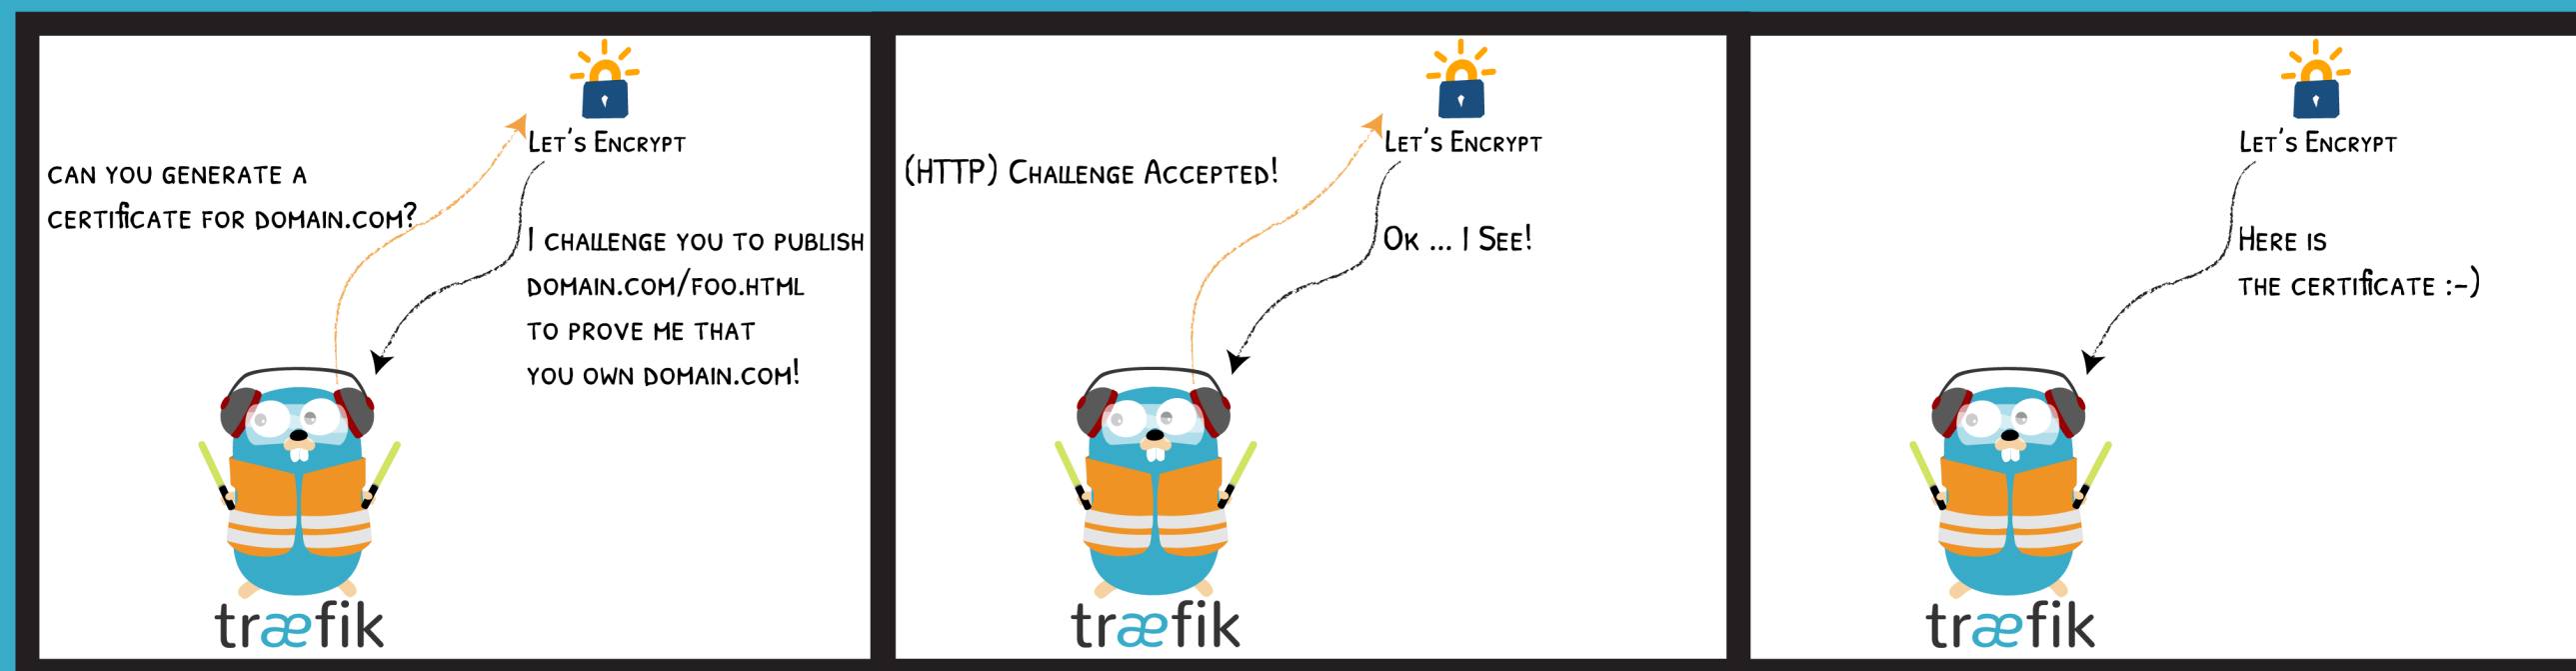 Let's Encrypt
can you generate a
certificate for domain.com?
I challenge you to publish
domain.com/foo.html
to prove me that
you own domain.com!
træfik
Let's Encrypt
(HTTP) Challenge Accepted!
Ok ... I See!
træfik
Let's Encrypt
Here is
the certificate :-)
træfik